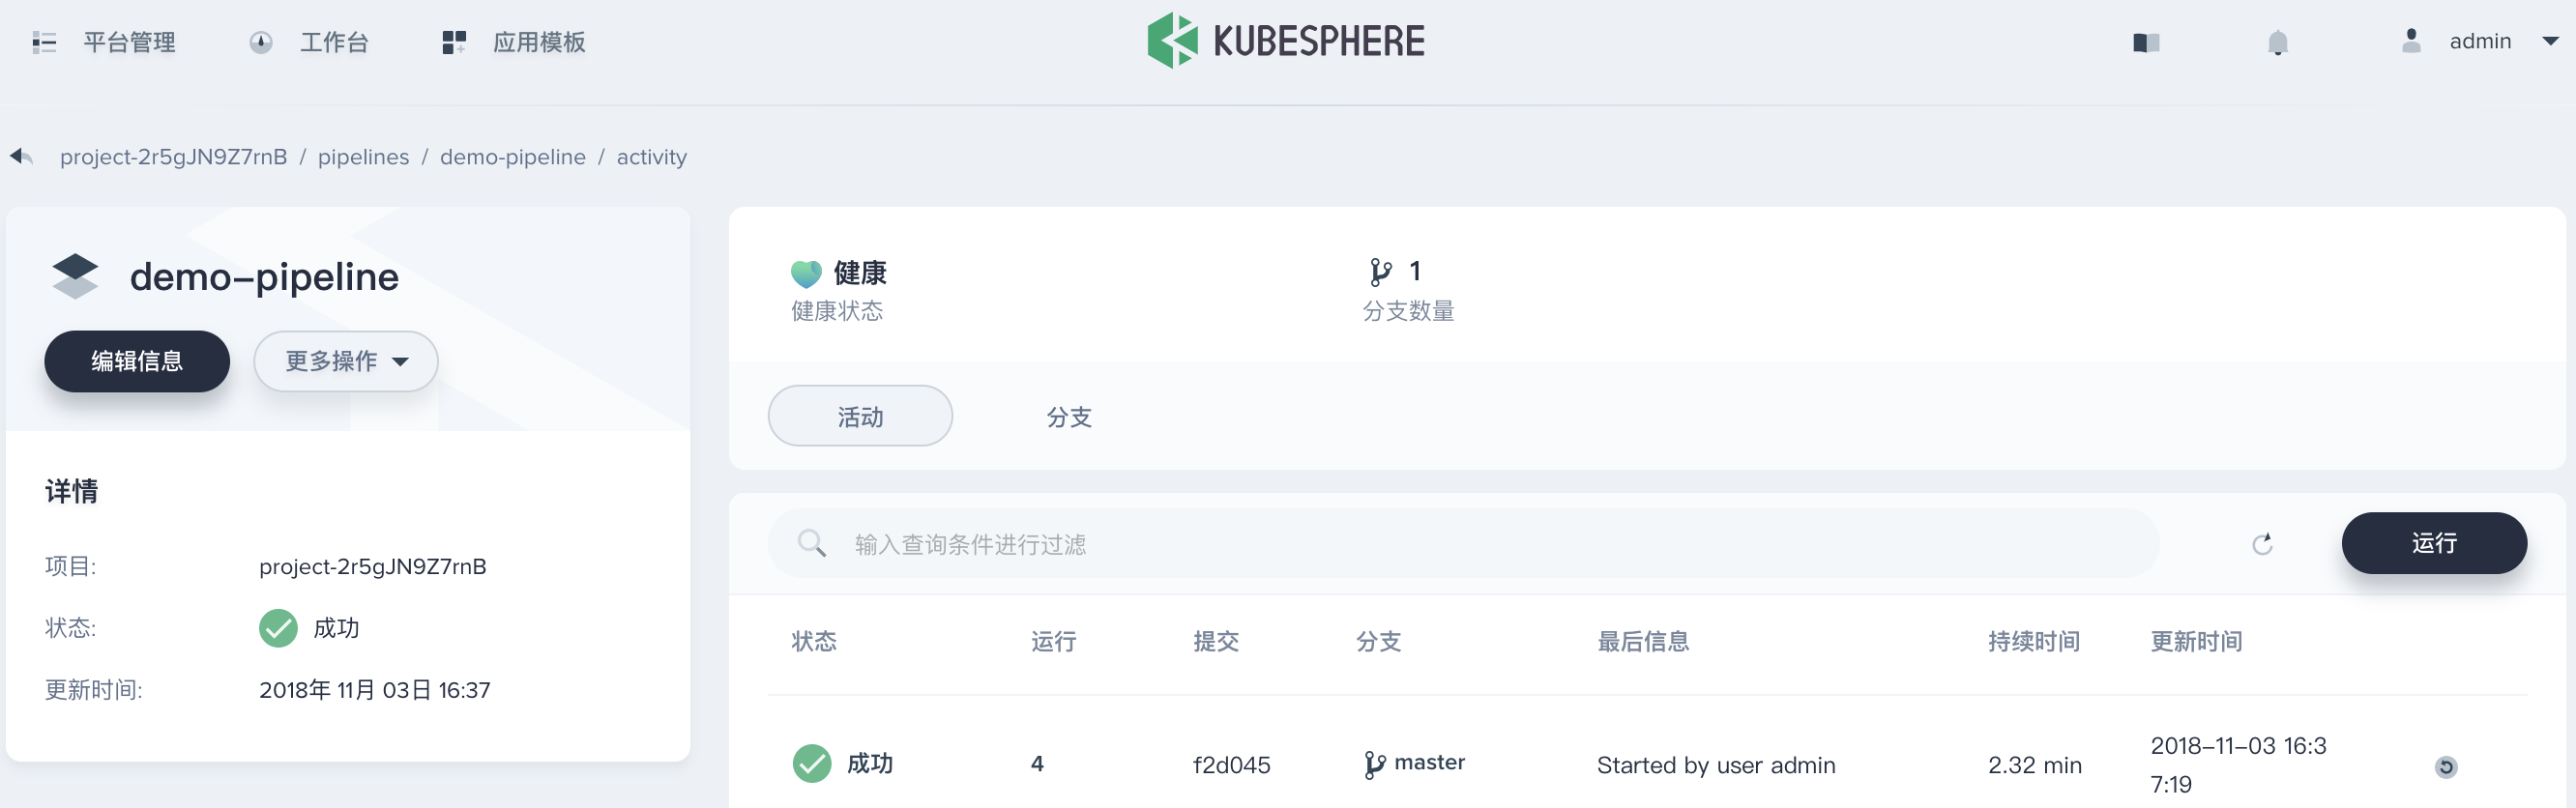 平台管理 工作台 应用模板 KUBESPHERE admin
project-2r5gJN9Z7rnB / pipelines / demo-pipeline / activity
demo-pipeline
编辑信息 更多操作
详情
项目: project-2r5gJN9Z7rnB
状态: 成功
更新时间: 2018年 11月 03日 16:37
健康 1
健康状态 分支数量
活动 分支
输入查询条件进行过滤 运行
状态 运行 提交 分支 最后信息 持续时间 更新时间
成功 4 f2d045 master Started by user admin 2.32 min 2018-11-03 16:3
7:19